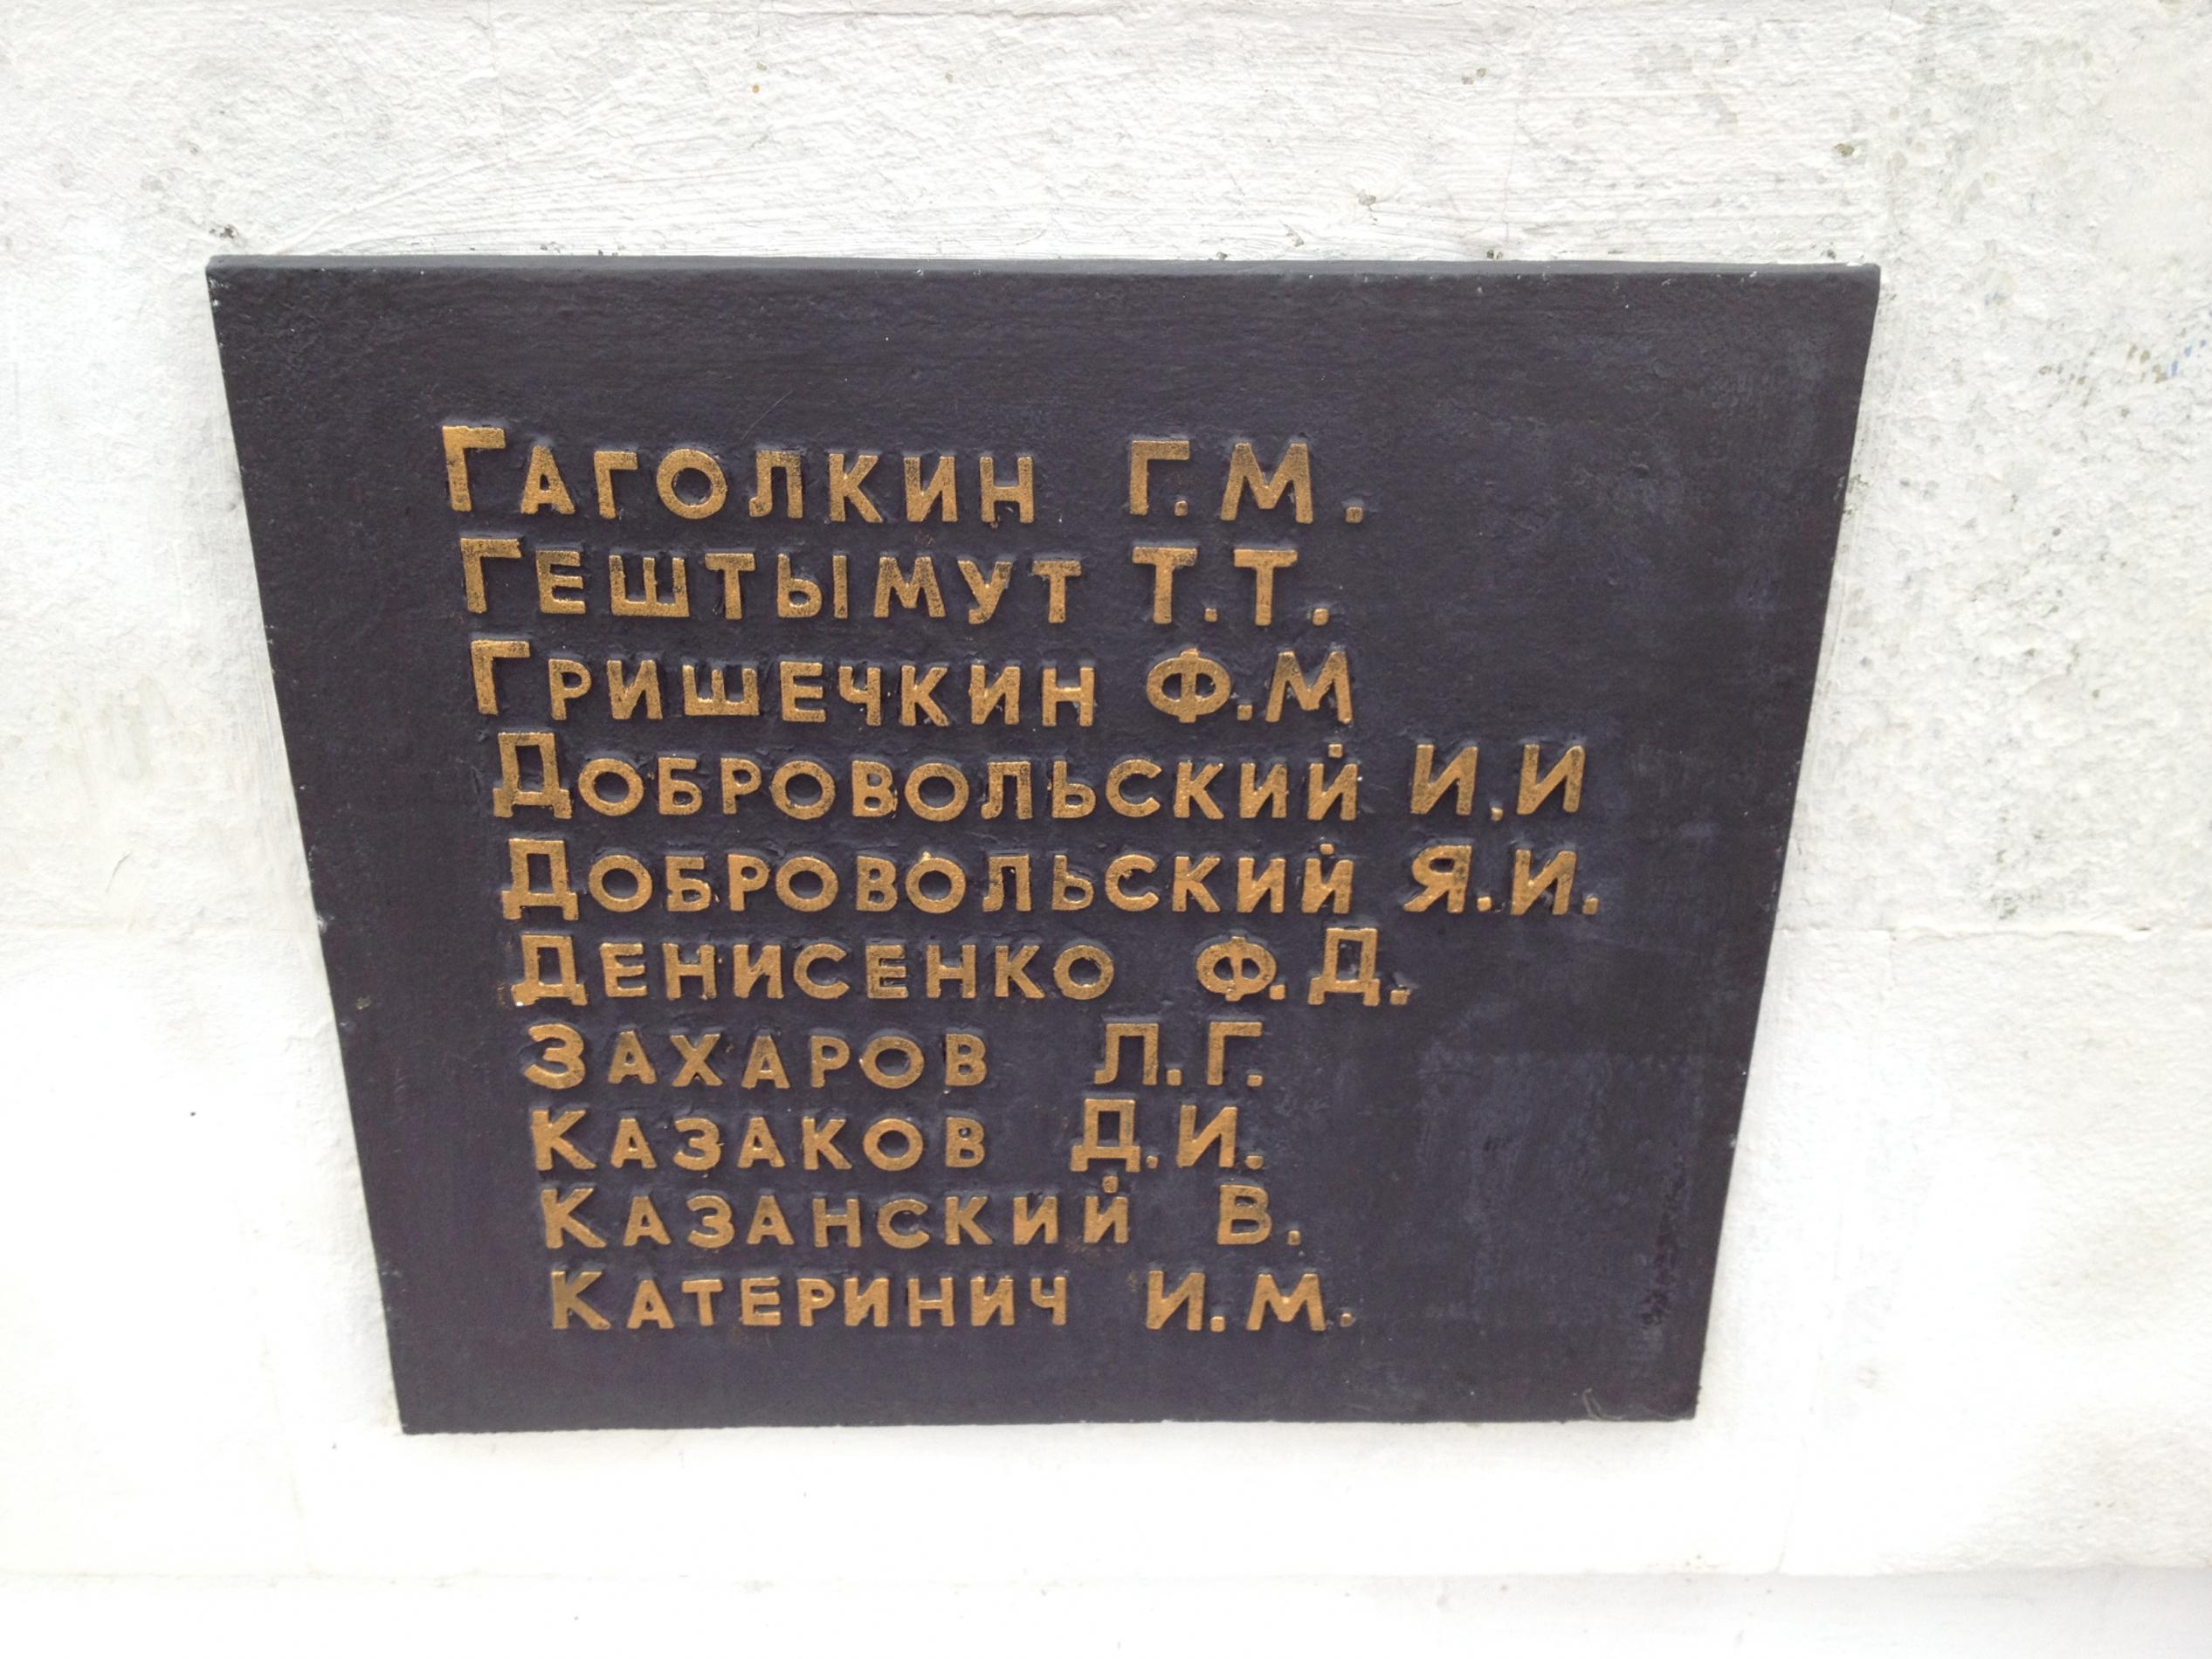 Гаголкин Г.М.
Гештымут Т.Т.
Гришечкин Ф.М
Добровольский И.И
Добровольский Я.И.
Денисенко Ф.Д.
Захаров Л.Г.
Казаков Д.И.
Казанский В.
Катеринич И.М.